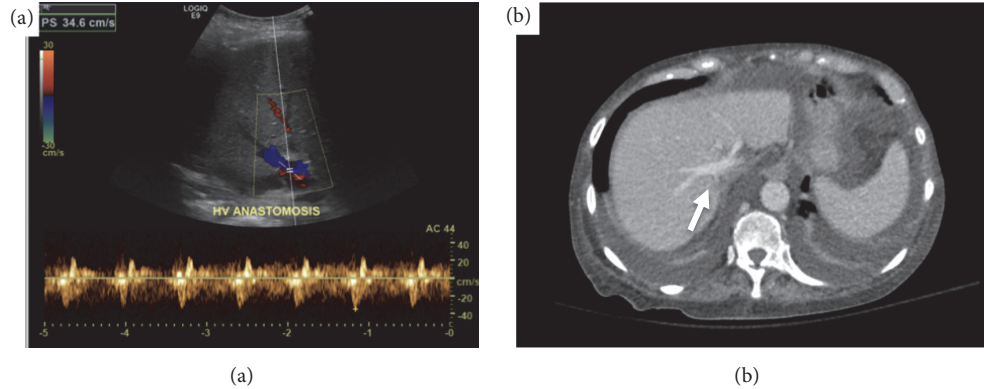 (a)
PS 34.6 cm/s
LOGIQ
E9
30
-30
cm/s
HV ANASTOMOSIS
AC 44
40
20
cm/s
-20
-40
-5
-4
-3
-2
-1
-0
(a)
(b)
(b)